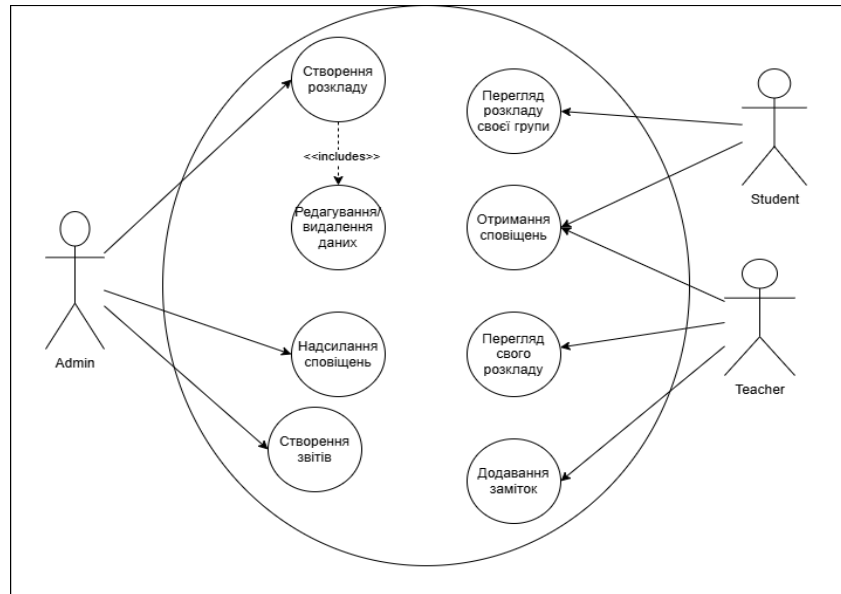 Створення
розкладу
<<includes>>
Редагування/
видалення
даних
Надсилання
сповіщень
Створення
звітів
Перегляд
розкладу
своєї групи
Отримання
сповіщень
Перегляд
свого
розкладу
Додавання
заміток
Admin
Student
Teacher